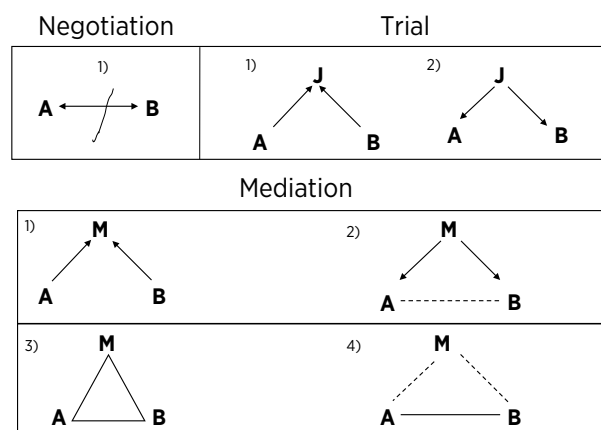 Negotiation
Trial
1)
A B
1)
J
A B
2)
J
A B
Mediation
1)
M
A B
2)
M
A B
3)
M
A B
4)
M
A B